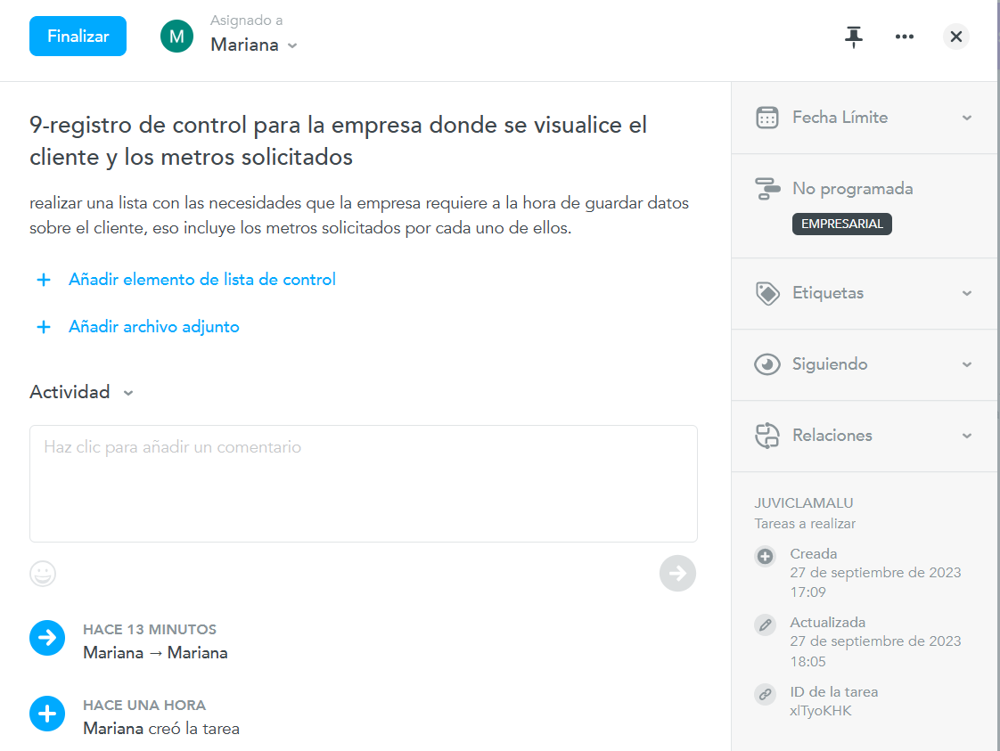 Finalizar
M
Asignado a
Mariana
9-registro de control para la empresa donde se visualice el
cliente y los metros solicitados
realizar una lista con las necesidades que la empresa requiere a la hora de guardar datos
sobre el cliente, eso incluye los metros solicitados por cada uno de ellos.
+ Añadir elemento de lista de control
+ Añadir archivo adjunto
Actividad
Haz clic para añadir un comentario
HACE 13 MINUTOS
Mariana → Mariana
HACE UNA HORA
Mariana creó la tarea
Fecha Límite
No programada
EMPRESARIAL
Etiquetas
Siguiendo
Relaciones
JUVICLAMALU
Tareas a realizar
Creada
27 de septiembre de 2023
17:09
Actualizada
27 de septiembre de 2023
18:05
ID de la tarea
xlTyoKHK